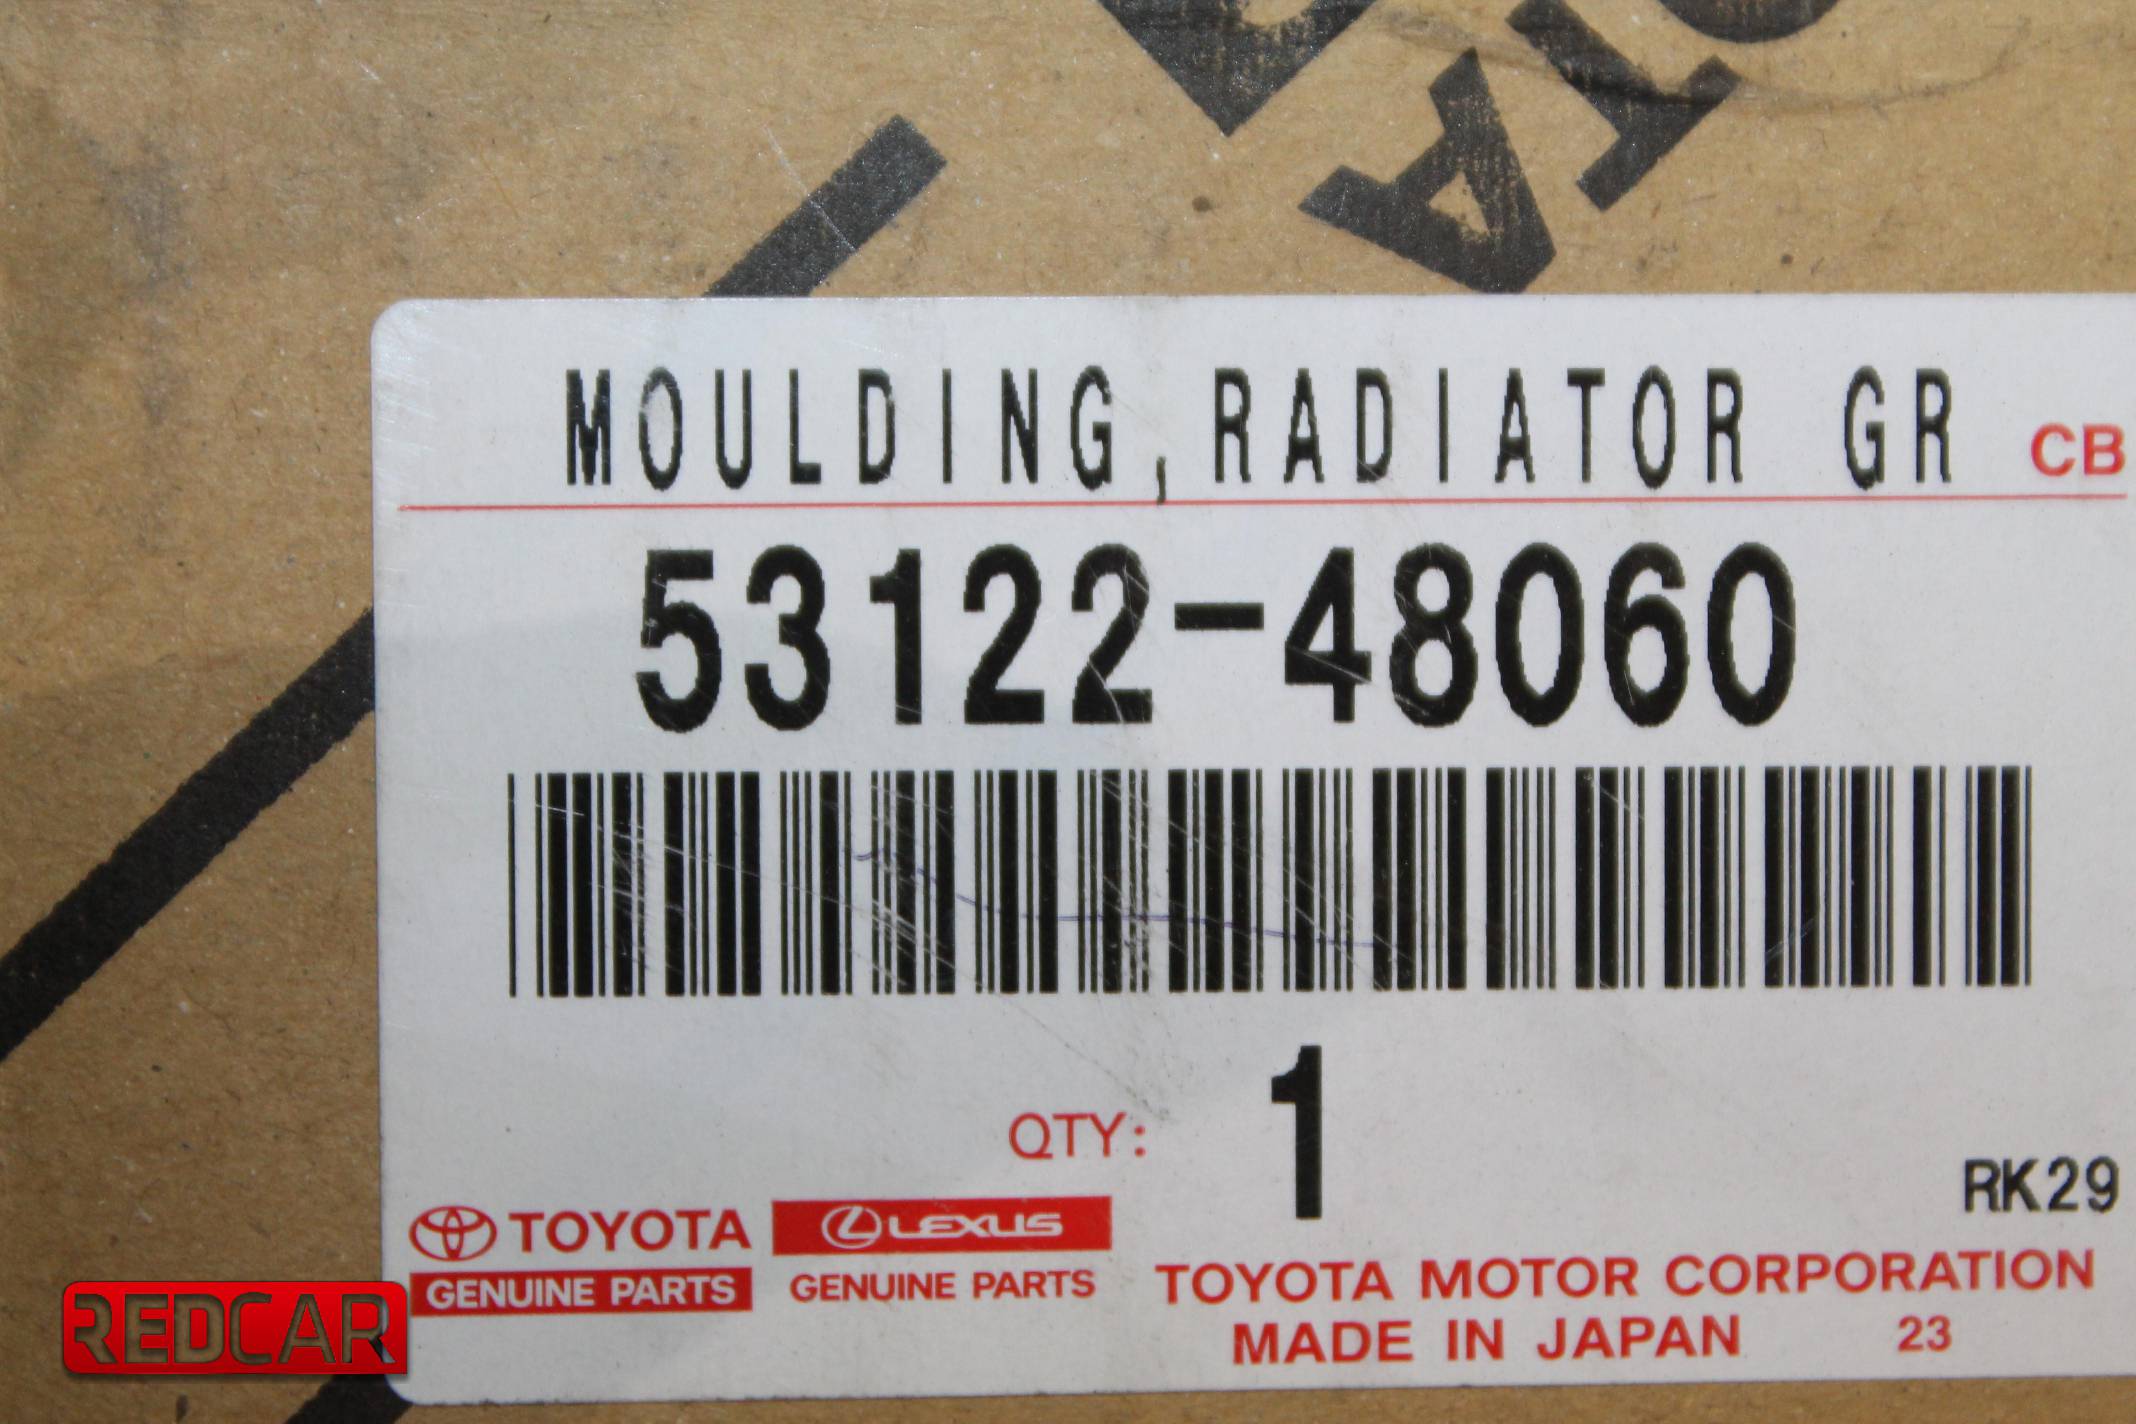 MOULDING,RADIATOR GR CB
53122-48060
QTY: 1
RK29
TOYOTA LEXUS
GENUINE PARTS GENUINE PARTS
TOYOTA MOTOR CORPORATION
MADE IN JAPAN 23
REDCAR